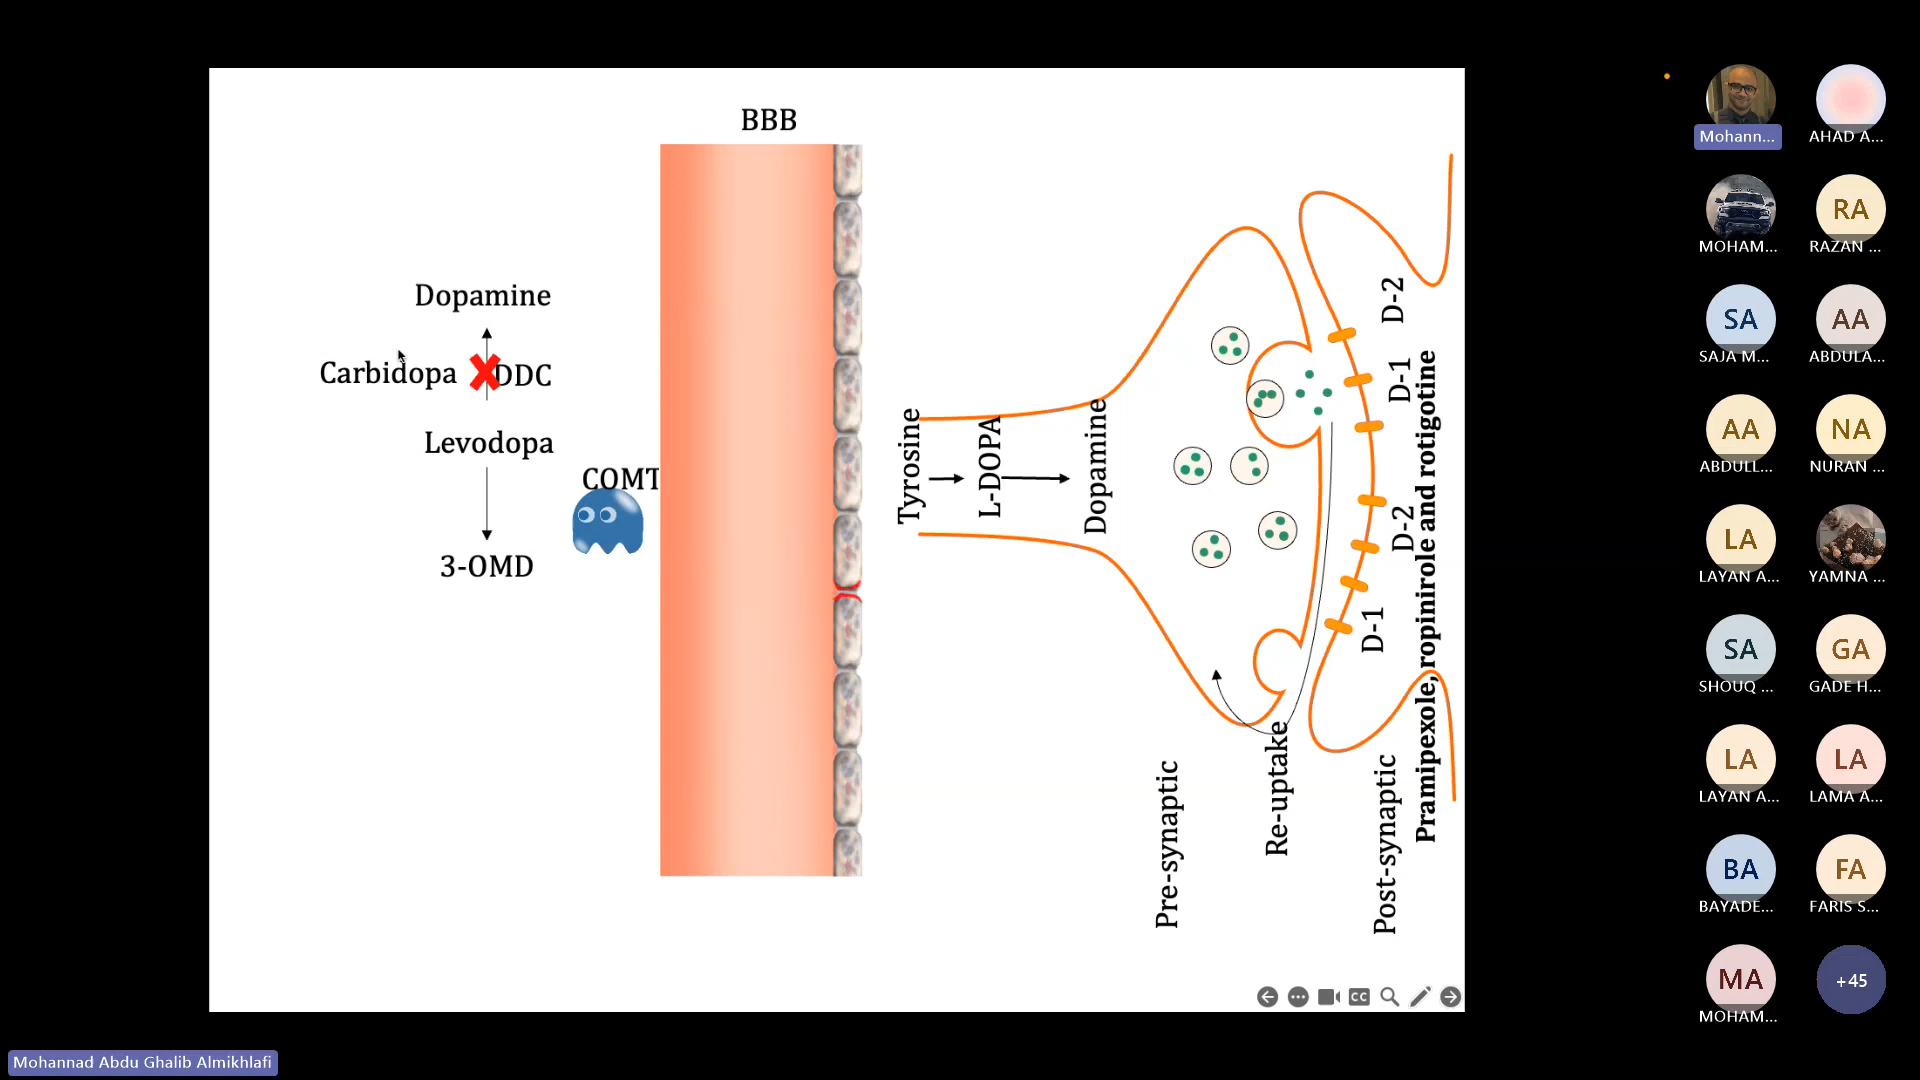 BBB
Dopamine
Carbidopa
DDC
Levodopa
COMT
3-OMD
Tyrosine
L-DOPA
Dopamine
D-2
D-1
D-2
D-1
Pramipexole, ropinirole and rotigotine
Pre-synaptic
Re-uptake
Post-synaptic
CC
Mohann...
AHAD A...
MOHAM...
RA
RAZAN ...
SA
SAJA M...
AA
ABDULA...
AA
ABDULL...
NA
NURAN ...
LA
LAYAN A...
YAMNA ...
SA
SHOUQ ...
GA
GADE H...
LA
LAYAN A...
LA
LAMA A...
BA
BAYADE...
FA
FARIS S...
MA
MOHAM...
+45
Mohannad Abdu Ghalib Almikhlafi